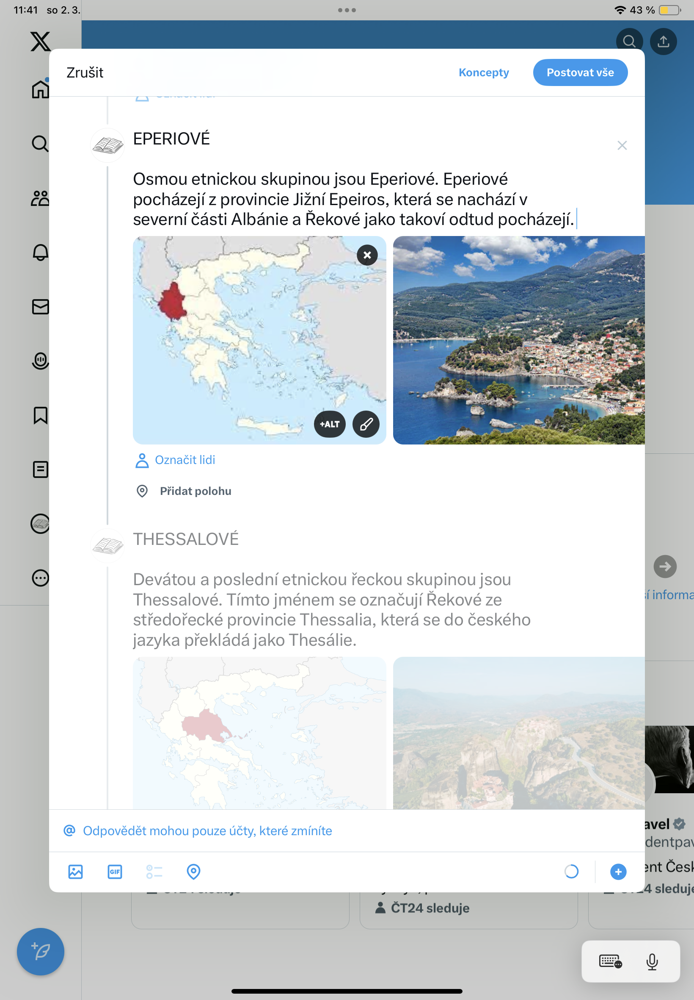 11:41 so 2. 3.
43 %
Zrušit
Koncepty
Postovat vše
EPERIOVÉ
Osmou etnickou skupinou jsou Eperiové. Eperiové
pocházejí z provincie Jižní Epeiros, která se nachází v
severní části Albánie a Řekové jako takoví odtud pocházejí.
+ALT
Označit lidi
Přidat polohu
THESSALOVÉ
Devátou a poslední etnickou řeckou skupinou jsou
Thessalové. Tímto jménem se označují Řekové ze
středořecké provincie Thessalia, která se do českého
jazyka překládá jako Thesálie.
ší informa
avel
dentpav
ent Česk
24 sleduje
@ Odpovědět mohou pouze účty, které zmíníte
GIF
ČT24 sleduje